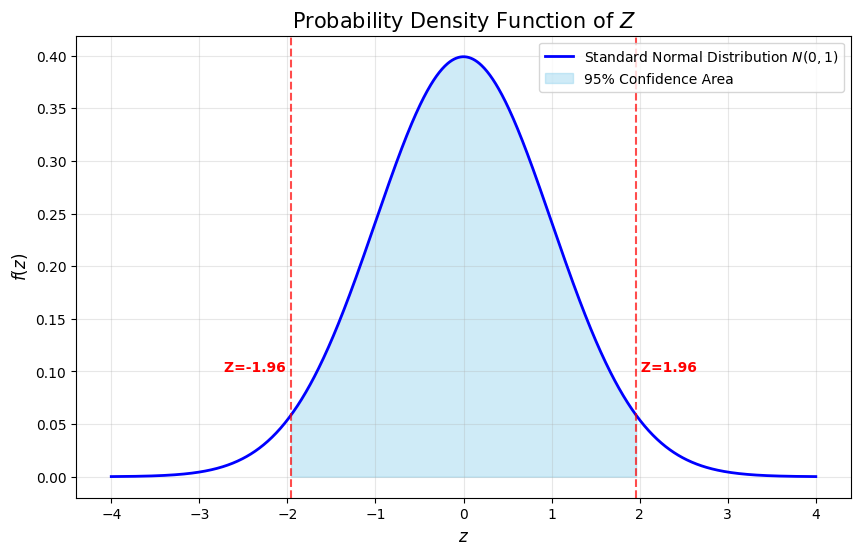 Probability Density Function of Z
Standard Normal Distribution N(0, 1)
95% Confidence Area
0.40
0.35
0.30
0.25
0.20
0.15
0.10
0.05
0.00
f(z)
Z=-1.96
Z=1.96
−4 −3 −2 −1 0 1 2 3 4
z